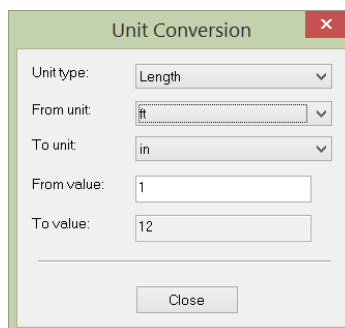 Unit Conversion
Unit type: Length
From unit: ft
To unit: in
From value: 1
To value: 12
Close